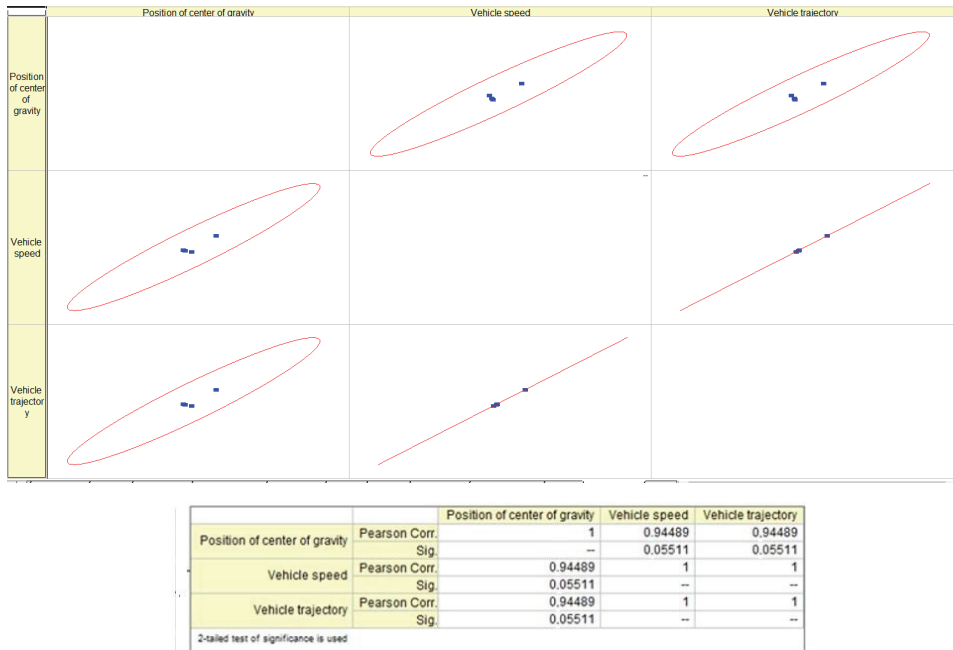 Position of center of gravity Vehicle speed Vehicle trajectory
Position
of center
of
gravity
--
Vehicle
speed
Vehicle
trajector
y
Position of center of gravity Vehicle speed Vehicle trajectory
Position of center of gravity Pearson Corr. 1 0.94489 0.94489
Sig. -- 0.05511 0.05511
Vehicle speed Pearson Corr. 0.94489 1 1
Sig. 0.05511 -- --
Vehicle trajectory Pearson Corr. 0.94489 1 1
Sig. 0.05511 -- --
2-tailed test of significance is used